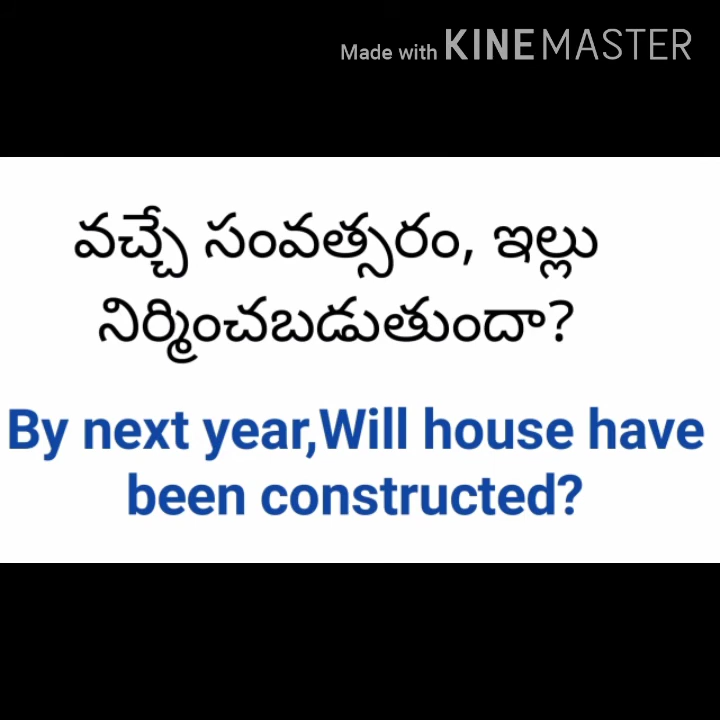 Made with KINEMASTER
వచ్చే సంవత్సరం, ఇల్లు
నిర్మించబడుతుందా?
By next year,Will house have
been constructed?